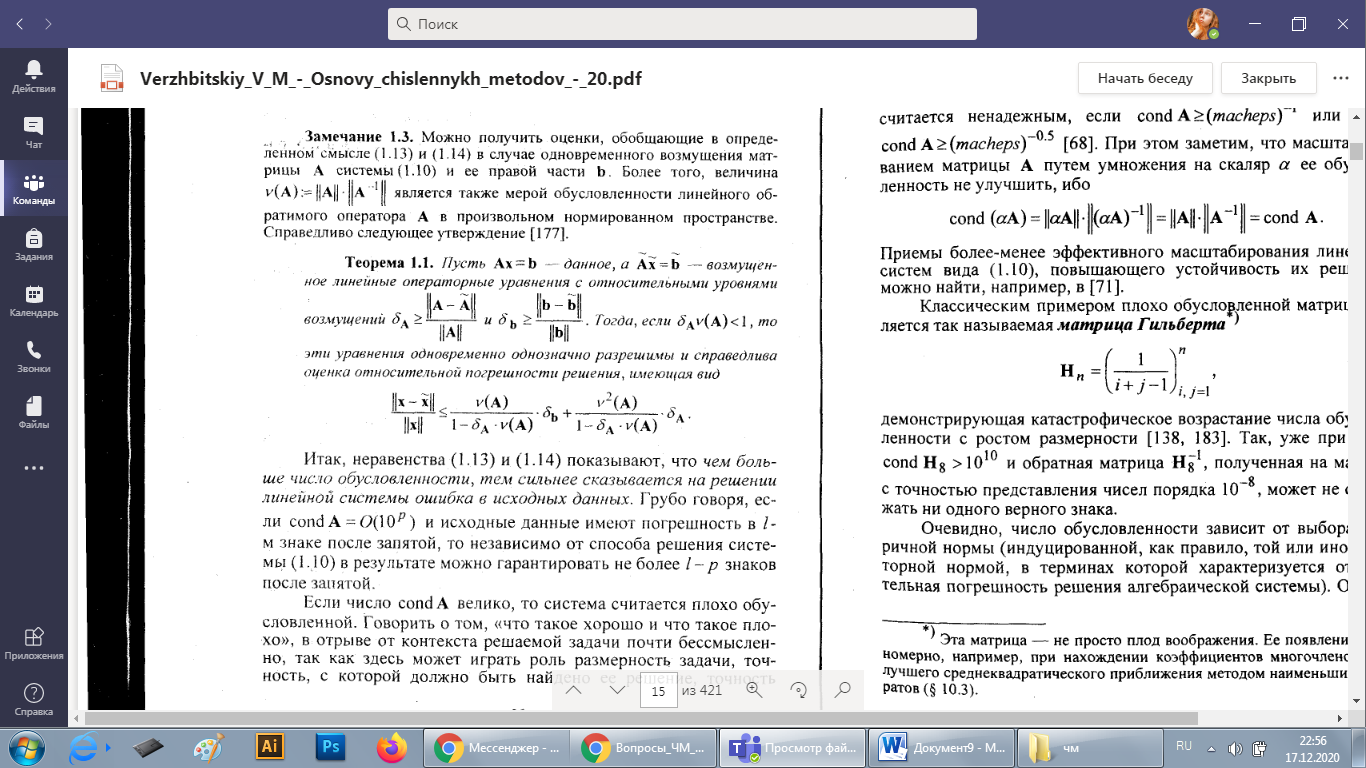 Поиск
Действия
Чат
Команды
Задания
Календарь
Звонки
Файлы
Приложения
Справка
Verzhbitskiy_V_M_-_Osnovy_chislennykh_metodov_-_20.pdf
Начать беседу
Закрыть
Замечание 1.3. Можно получить оценки, обобщающие в опреде-
ленном смысле (1.13) и (1.14) в случае одновременного возмущения мат-
рицы A системы (1.10) и ее правой части b. Более того, величина
ν(A):=‖A‖·‖A⁻¹‖ является также мерой обусловленности линейного об-
ратимого оператора A в произвольном нормированном пространстве.
Справедливо следующее утверждение [177].
Теорема 1.1. Пусть Ax = b — данное, а Ãx̃ = b̃ — возмущен-
ное линейные операторные уравнения с относительными уровнями
возмущений δ_A ≥ ‖A − Ã‖/‖A‖ и δ_b ≥ ‖b − b̃‖/‖b‖. Тогда, если δ_A ν(A)<1, то
эти уравнения одновременно однозначно разрешимы и справедлива
оценка относительной погрешности решения, имеющая вид
‖x − x̃‖/‖x‖ ≤ ν(A)/(1−δ_A·ν(A)) · δ_b + ν²(A)/(1−δ_A·ν(A)) · δ_A.
Итак, неравенства (1.13) и (1.14) показывают, что чем боль-
ше число обусловленности, тем сильнее сказывается на решении
линейной системы ошибка в исходных данных. Грубо говоря, ес-
ли cond A = O(10ᵖ) и исходные данные имеют погрешность в l-
м знаке после запятой, то независимо от способа решения систе-
мы (1.10) в результате можно гарантировать не более l − p знаков
после запятой.
Если число cond A велико, то система считается плохо обу-
словленной. Говорить о том, «что такое хорошо и что такое пло-
хо», в отрыве от контекста решаемой задачи почти бессмыслен-
но, так как здесь может играть роль размерность задачи, точ-
ность, с которой должно быть найдено ее решение, точность
считается ненадежным, если cond A ≥ (macheps)⁻¹ или
cond A ≥ (macheps)^−0.5 [68]. При этом заметим, что масшта
ванием матрицы A путем умножения на скаляр α ее обу
ленность не улучшить, ибо
cond (αA) = ‖αA‖·‖(αA)⁻¹‖ = ‖A‖·‖A⁻¹‖ = cond A.
Приемы более-менее эффективного масштабирования лине
систем вида (1.10), повышающего устойчивость их реш
можно найти, например, в [71].
Классическим примером плохо обусловленной матриц
ляется так называемая матрица Гильберта*)
Hₙ = (1/(i + j −1))ⁿ i, j=1,
демонстрирующая катастрофическое возрастание числа обу
ленности с ростом размерности [138, 183]. Так, уже при
cond H₈ > 10¹⁰ и обратная матрица H₈⁻¹, полученная на ма
с точностью представления чисел порядка 10⁻⁸, может не с
жать ни одного верного знака.
Очевидно, число обусловленности зависит от выбора
ричной нормы (индуцированной, как правило, той или ино
торной нормой, в терминах которой характеризуется от
тельная погрешность решения алгебраической системы). О
*) Эта матрица — не просто плод воображения. Ее появлени
номерно, например, при нахождении коэффициентов многочлено
лучшего среднеквадратического приближения методом наименьши
ратов (§ 10.3).
15 из 421
Ai
Ps
Мессенджер - ...
Вопросы_ЧМ_...
Просмотр фай...
Документ9 - M...
чм
RU
22:56
17.12.2020